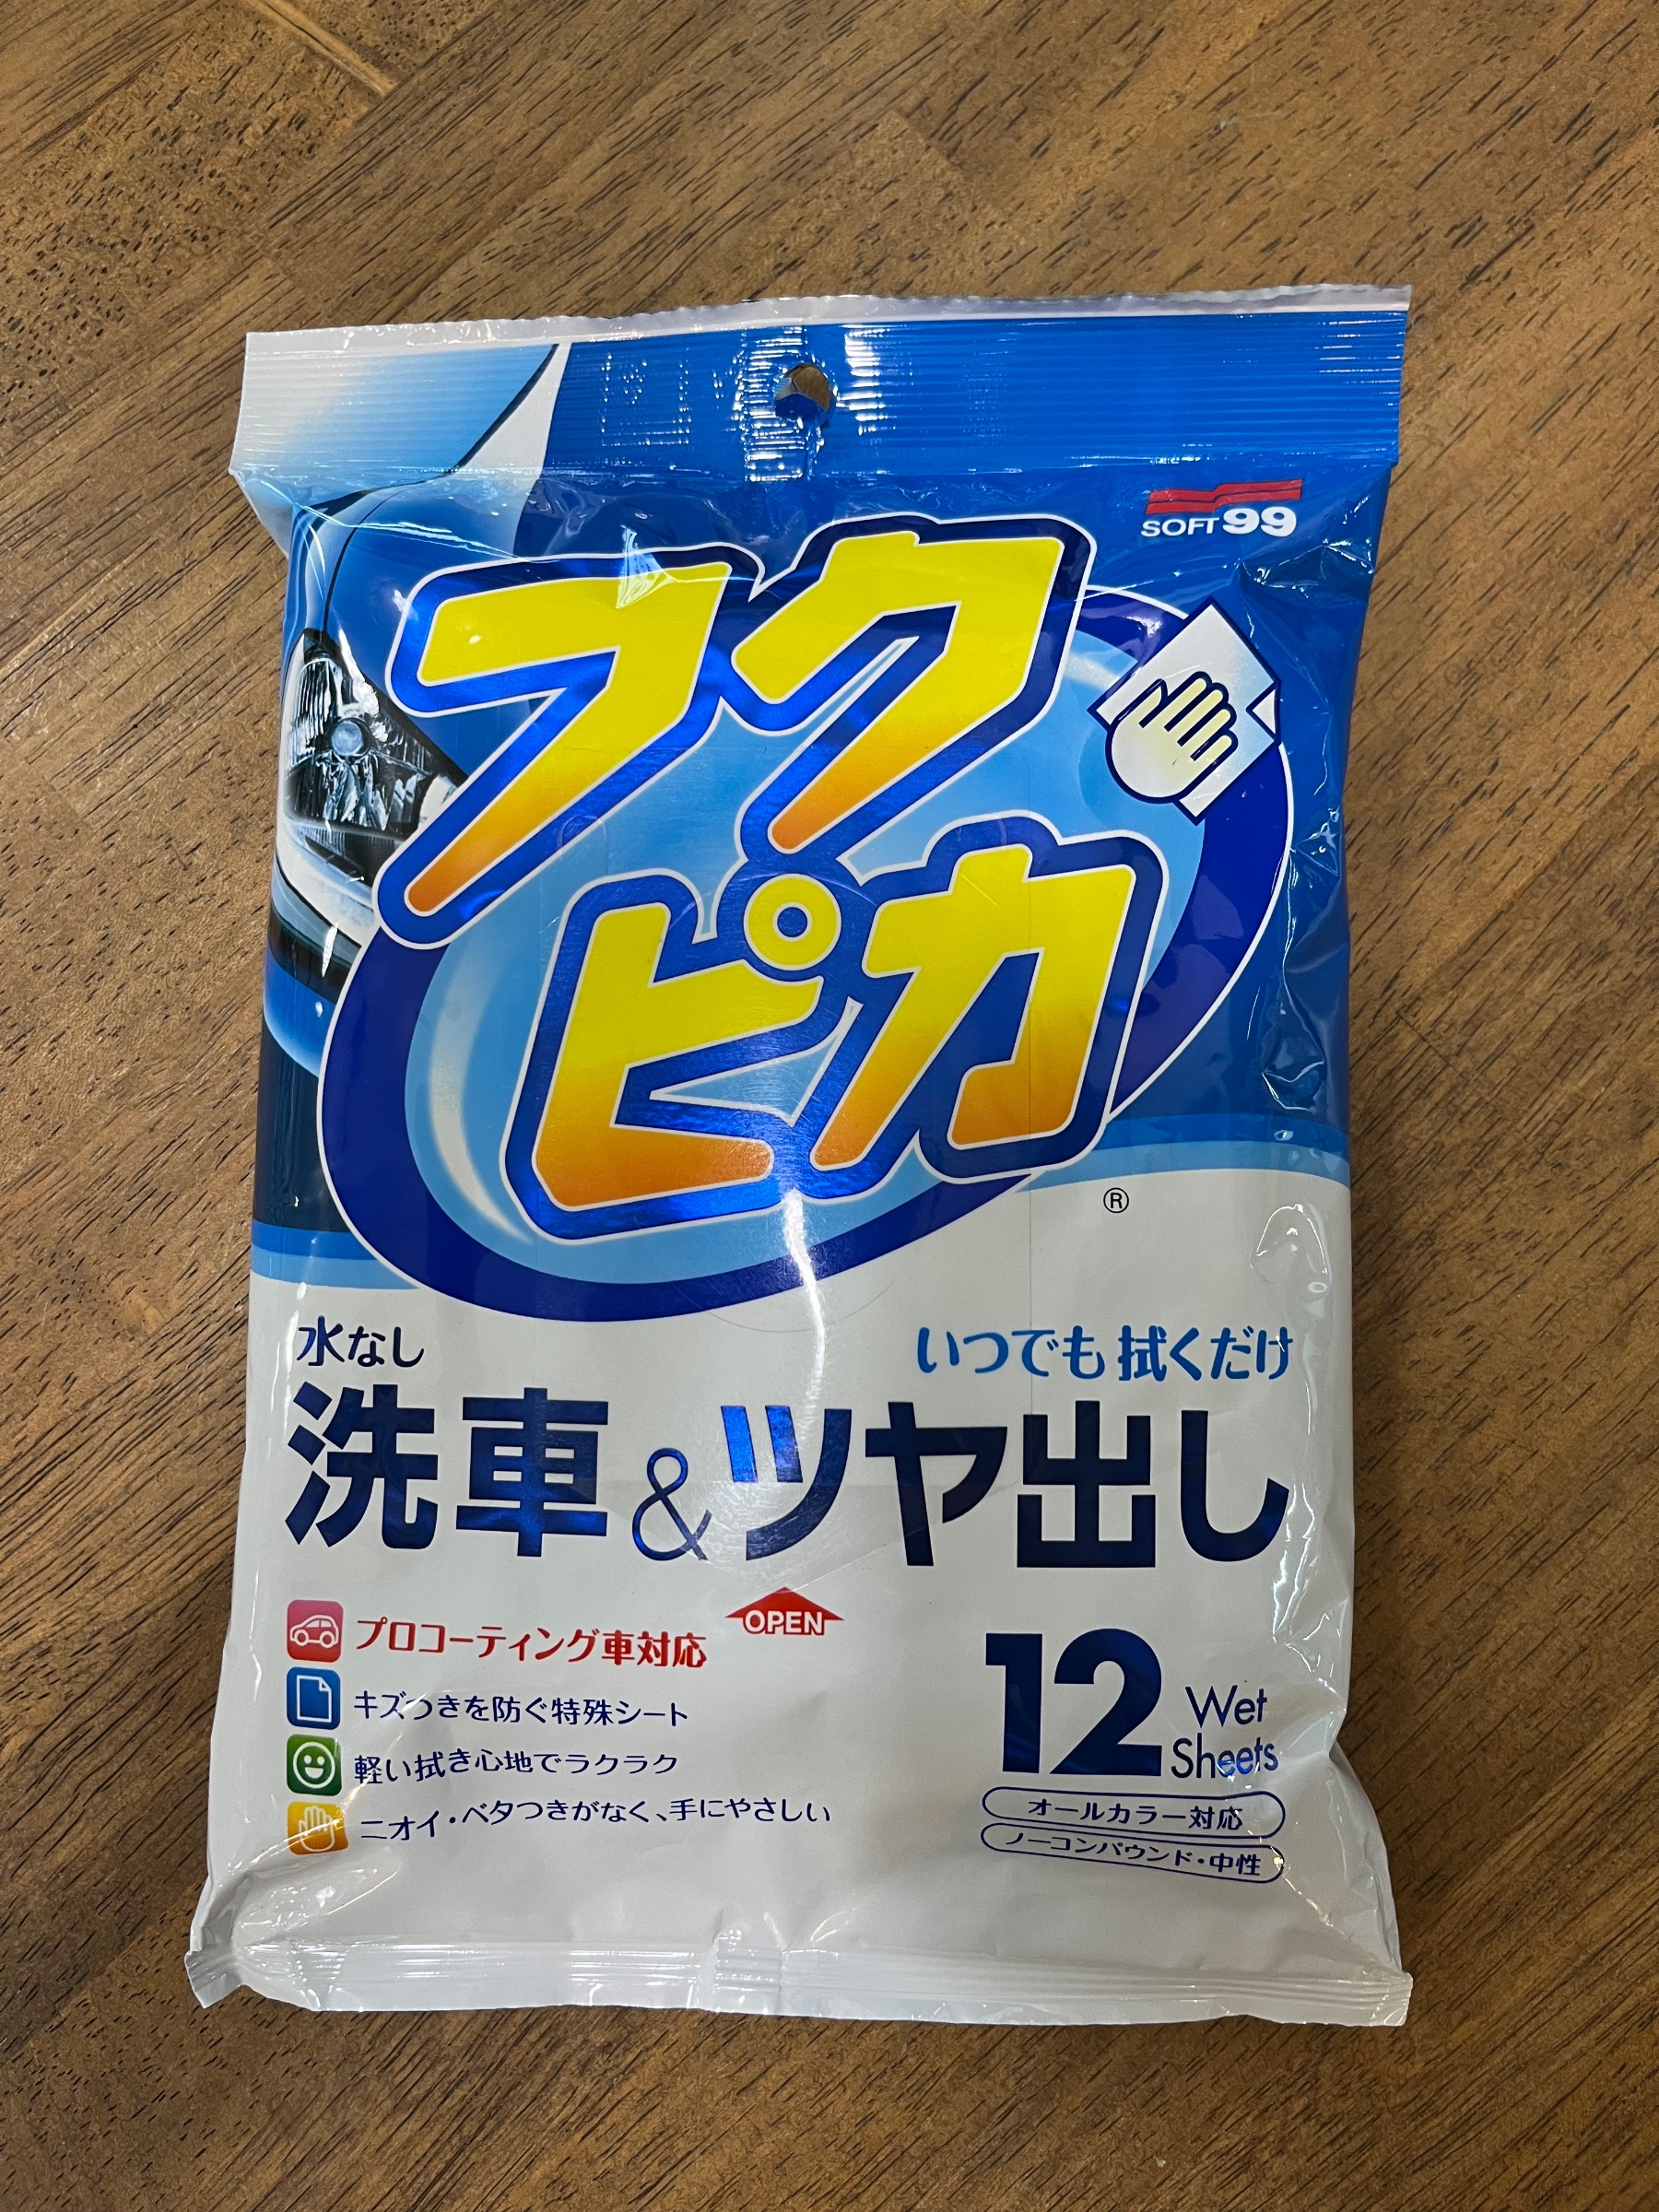 SOFT99
フクピカ
®
水なし
いつでも 拭くだけ
洗車&ツヤ出し
OPEN
プロコーティング車対応
キズつきを防ぐ特殊シート
軽い拭き心地でラクラク
ニオイ・ベタつきがなく、手にやさしい
12 Wet Sheets
オールカラー対応
ノーコンパウンド・中性